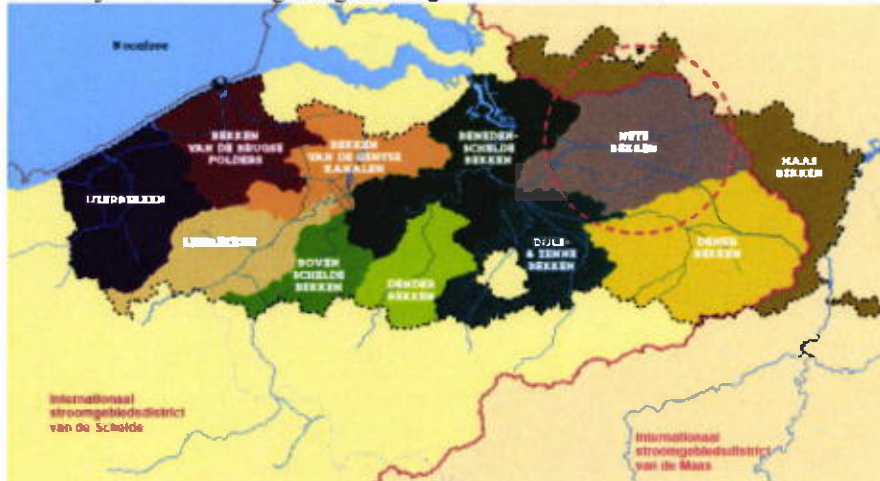 Noordzee
BEKKEN
VAN DE BRUGSE
POLDERS
BEKKEN
VAN DE GENTSE
KANALEN
BENEDEN-
SCHELDE
BEKKEN
NETE
BEKKEN
MAAS
BEKKEN
IJZERBEKKEN
LEIEBEKKEN
BOVEN
SCHELDE
BEKKEN
DENDER
BEKKEN
DIJLE-
& ZENNE
BEKKEN
DEMER
BEKKEN
Internationaal
stroomgebiedsdistrict
van de Schelde
Internationaal
stroomgebiedsdistrict
van de Maas